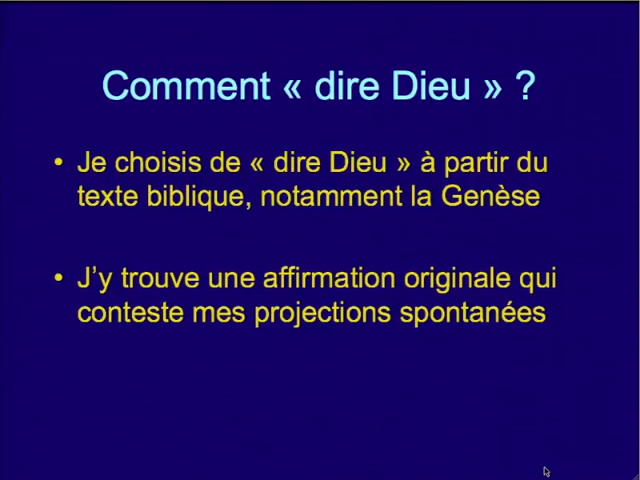 Comment « dire Dieu » ?
• Je choisis de « dire Dieu » à partir du
texte biblique, notamment la Genèse
• J’y trouve une affirmation originale qui
conteste mes projections spontanées